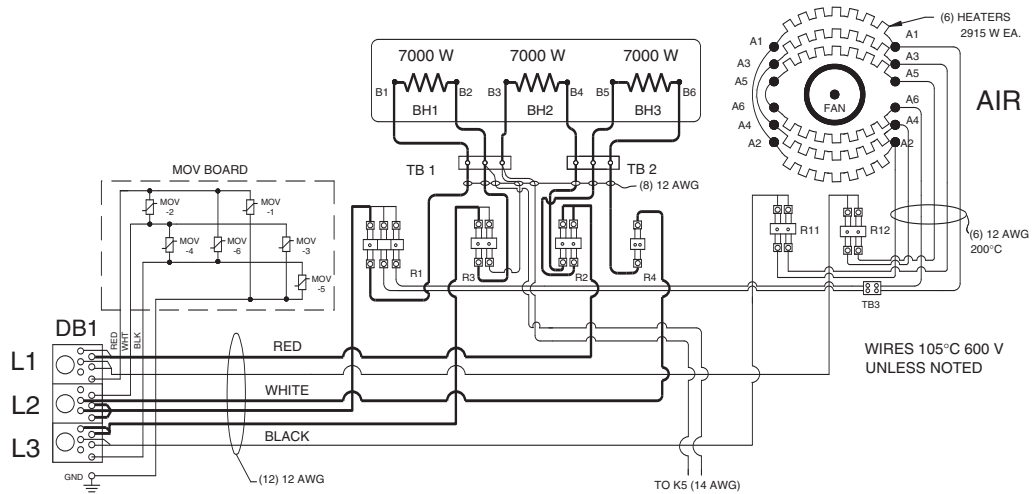 (6) HEATERS
2915 W EA.
A1
A3
A5
A6
A4
A2
A1
A3
A5
A6
A4
A2
FAN
AIR
7000 W
7000 W
7000 W
B1
B2
B3
B4
B5
B6
BH1
BH2
BH3
TB 1
TB 2
(8) 12 AWG
MOV BOARD
MOV
-2
MOV
-1
MOV
-4
MOV
-6
MOV
-3
MOV
-5
R1
R3
R2
R4
R11
R12
(6) 12 AWG
200°C
TB3
DB1
RED
WHT
BLK
L1
L2
L3
GND
RED
WHITE
BLACK
(12) 12 AWG
WIRES 105°C 600 V
UNLESS NOTED
TO K5 (14 AWG)